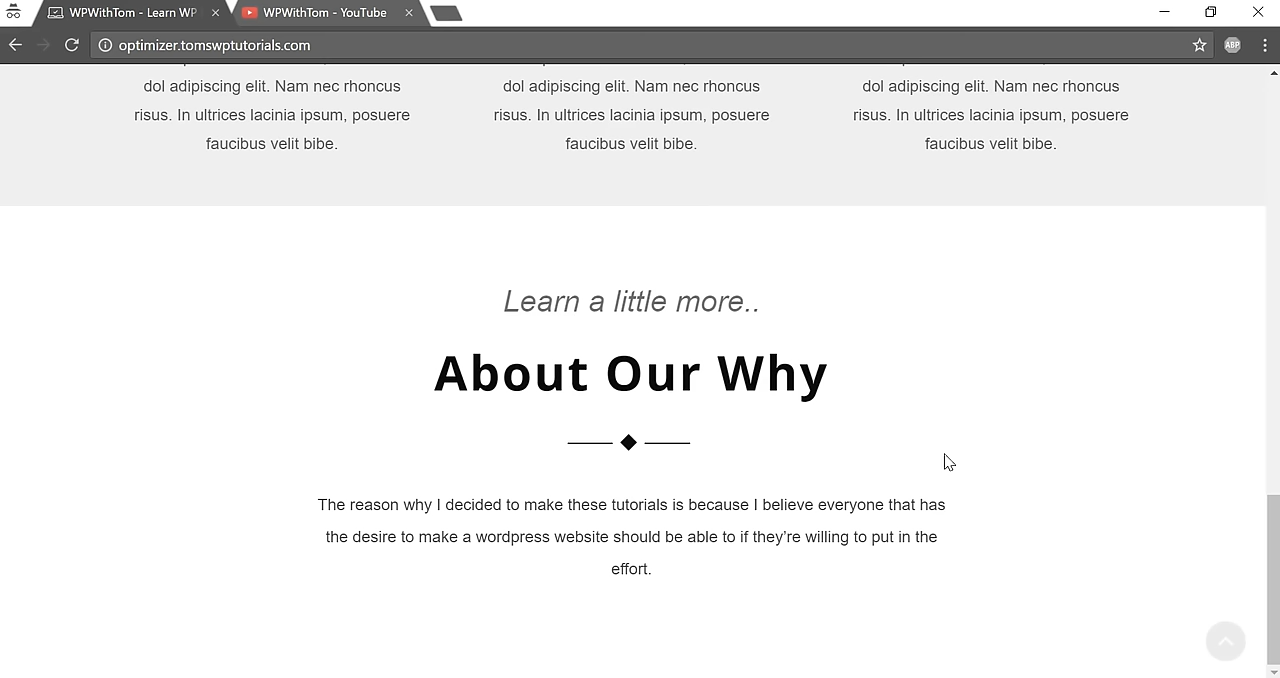 WPWithTom - Learn WP
WPWithTom - YouTube
optimizer.tomswptutorials.com
ABP
dol adipiscing elit. Nam nec rhoncus
risus. In ultrices lacinia ipsum, posuere
faucibus velit bibe.
dol adipiscing elit. Nam nec rhoncus
risus. In ultrices lacinia ipsum, posuere
faucibus velit bibe.
dol adipiscing elit. Nam nec rhoncus
risus. In ultrices lacinia ipsum, posuere
faucibus velit bibe.
Learn a little more..
About Our Why
The reason why I decided to make these tutorials is because I believe everyone that has
the desire to make a wordpress website should be able to if they’re willing to put in the
effort.